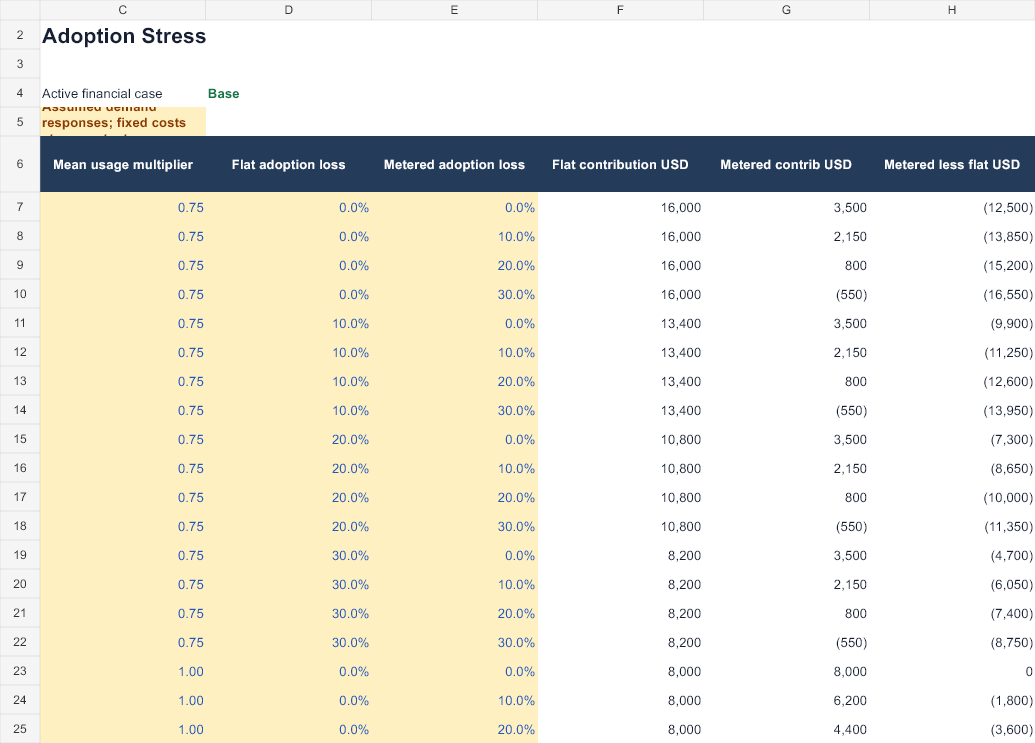 C D E F G H
2 Adoption Stress
3
4 Active financial case Base
Assumed demand
5 responses; fixed costs
6 Mean usage multiplier Flat adoption loss Metered adoption loss Flat contribution USD Metered contrib USD Metered less flat USD
7 0.75 0.0% 0.0% 16,000 3,500 (12,500)
8 0.75 0.0% 10.0% 16,000 2,150 (13,850)
9 0.75 0.0% 20.0% 16,000 800 (15,200)
10 0.75 0.0% 30.0% 16,000 (550) (16,550)
11 0.75 10.0% 0.0% 13,400 3,500 (9,900)
12 0.75 10.0% 10.0% 13,400 2,150 (11,250)
13 0.75 10.0% 20.0% 13,400 800 (12,600)
14 0.75 10.0% 30.0% 13,400 (550) (13,950)
15 0.75 20.0% 0.0% 10,800 3,500 (7,300)
16 0.75 20.0% 10.0% 10,800 2,150 (8,650)
17 0.75 20.0% 20.0% 10,800 800 (10,000)
18 0.75 20.0% 30.0% 10,800 (550) (11,350)
19 0.75 30.0% 0.0% 8,200 3,500 (4,700)
20 0.75 30.0% 10.0% 8,200 2,150 (6,050)
21 0.75 30.0% 20.0% 8,200 800 (7,400)
22 0.75 30.0% 30.0% 8,200 (550) (8,750)
23 1.00 0.0% 0.0% 8,000 8,000 0
24 1.00 0.0% 10.0% 8,000 6,200 (1,800)
25 1.00 0.0% 20.0% 8,000 4,400 (3,600)